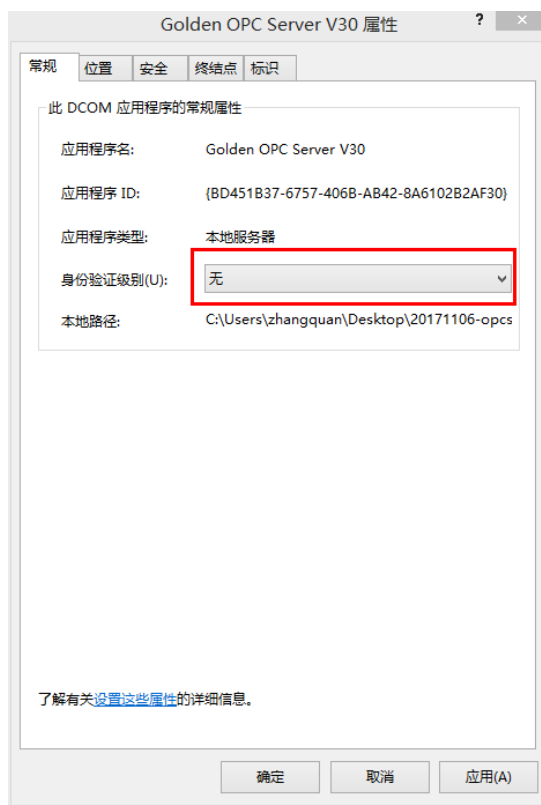 Golden OPC Server V30 属性
? ×
常规 位置 安全 终结点 标识
此 DCOM 应用程序的常规属性
应用程序名: Golden OPC Server V30
应用程序 ID: {BD451B37-6757-406B-AB42-8A6102B2AF30}
应用程序类型: 本地服务器
身份验证级别(U): 无
本地路径: C:\Users\zhangquan\Desktop\20171106-opcs
了解有关设置这些属性的详细信息。
确定 取消 应用(A)